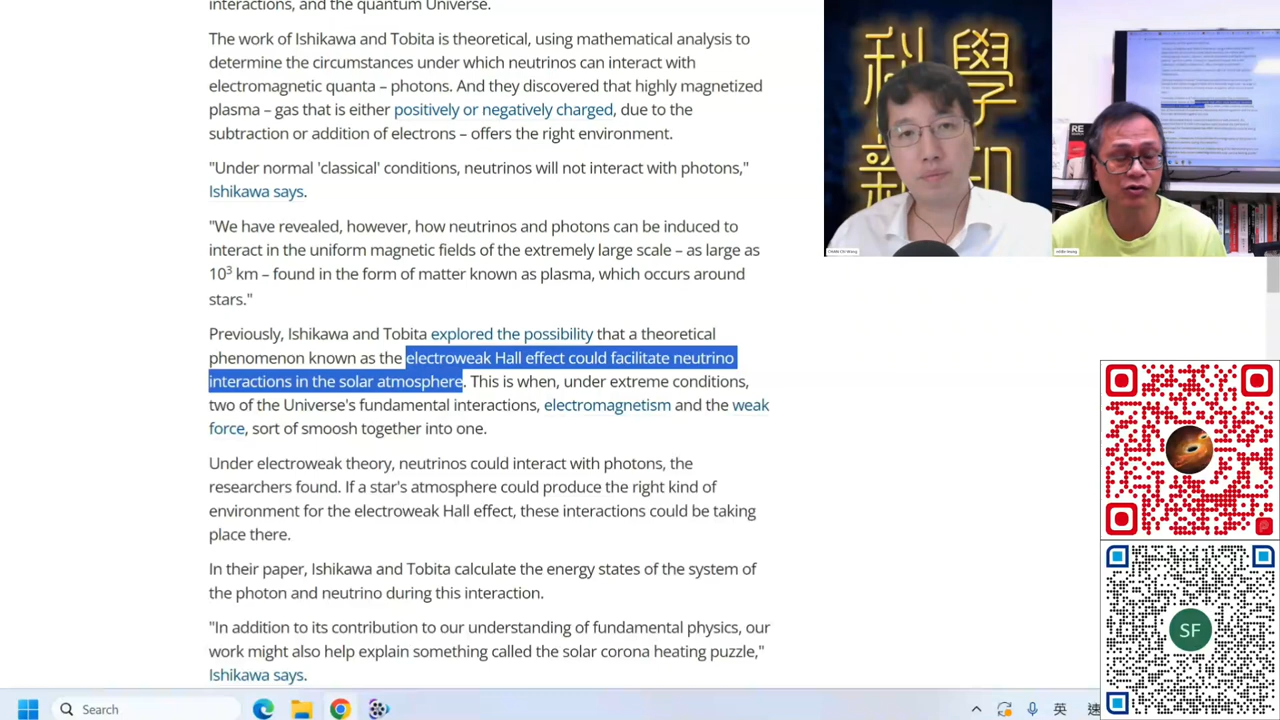 interactions, and the quantum Universe.
The work of Ishikawa and Tobita is theoretical, using mathematical analysis to
determine the circumstances under which neutrinos can interact with
electromagnetic quanta – photons. And they discovered that highly magnetized
plasma – gas that is either positively or negatively charged, due to the
subtraction or addition of electrons – offers the right environment.
"Under normal 'classical' conditions, neutrinos will not interact with photons,"
Ishikawa says.
"We have revealed, however, how neutrinos and photons can be induced to
interact in the uniform magnetic fields of the extremely large scale – as large as
10³ km – found in the form of matter known as plasma, which occurs around
stars."
Previously, Ishikawa and Tobita explored the possibility that a theoretical
phenomenon known as the electroweak Hall effect could facilitate neutrino
interactions in the solar atmosphere. This is when, under extreme conditions,
two of the Universe's fundamental interactions, electromagnetism and the weak
force, sort of smoosh together into one.
Under electroweak theory, neutrinos could interact with photons, the
researchers found. If a star's atmosphere could produce the right kind of
environment for the electroweak Hall effect, these interactions could be taking
place there.
In their paper, Ishikawa and Tobita
energy states of the system of
the photon and neutrino during this interaction.
"In addition to its contribution to our understanding of fundamental physics, our
work might also help explain something called the solar corona heating puzzle,"
Ishikawa says.
科學
新知
RE
SF
Search
英
速